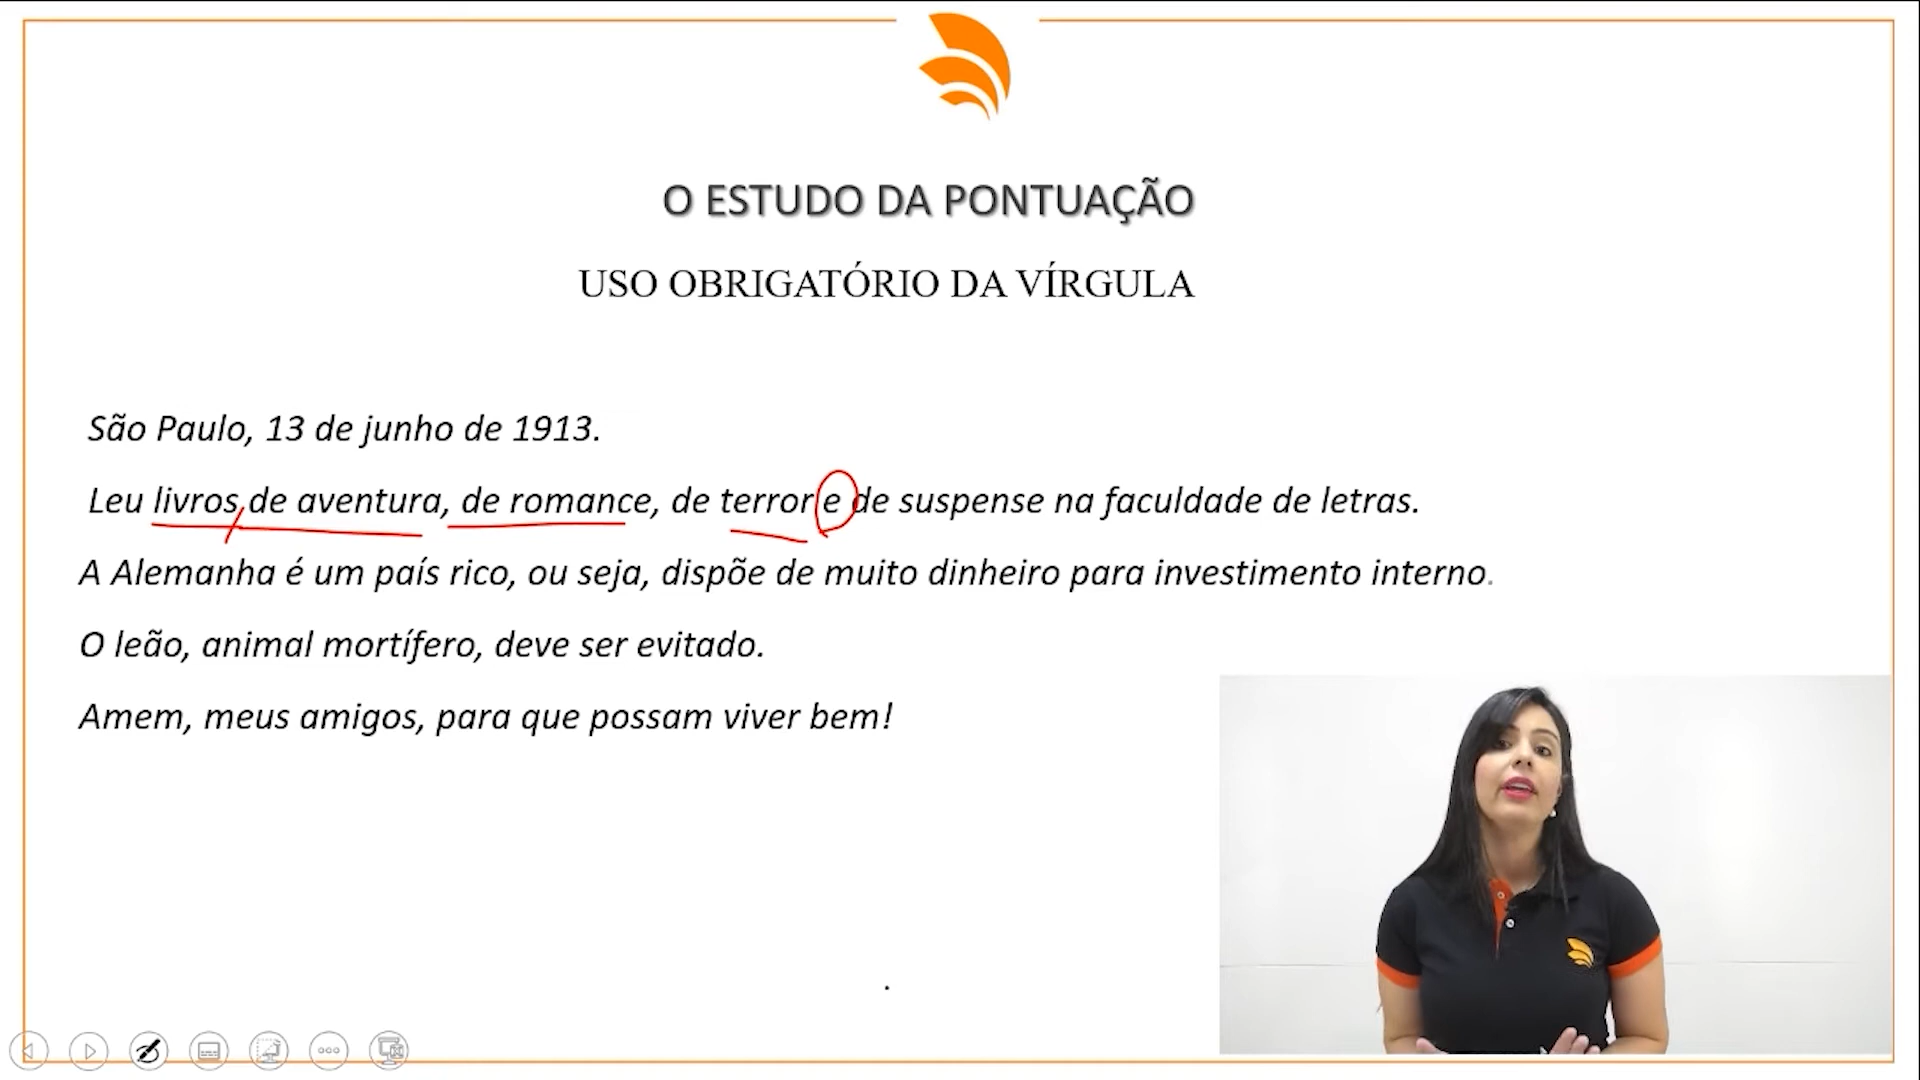 O ESTUDO DA PONTUAÇÃO
USO OBRIGATÓRIO DA VÍRGULA
São Paulo, 13 de junho de 1913.
Leu livros de aventura, de romance, de terror e de suspense na faculdade de letras.
A Alemanha é um país rico, ou seja, dispõe de muito dinheiro para investimento interno.
O leão, animal mortífero, deve ser evitado.
Amem, meus amigos, para que possam viver bem!
.